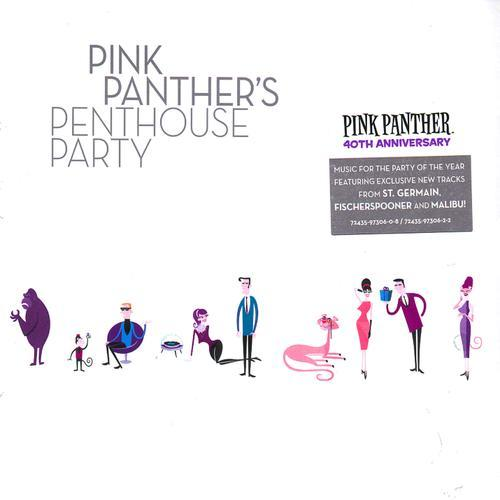 PINK
PANTHER'S
PENTHOUSE
PARTY
PINK PANTHER.
40TH ANNIVERSARY
MUSIC FOR THE PARTY OF THE YEAR
FEATURING EXCLUSIVE NEW TRACKS
FROM ST. GERMAIN,
FISCHERSPOONER AND MALIBU!
72435-97306-0-8 / 72435-97306-2-2